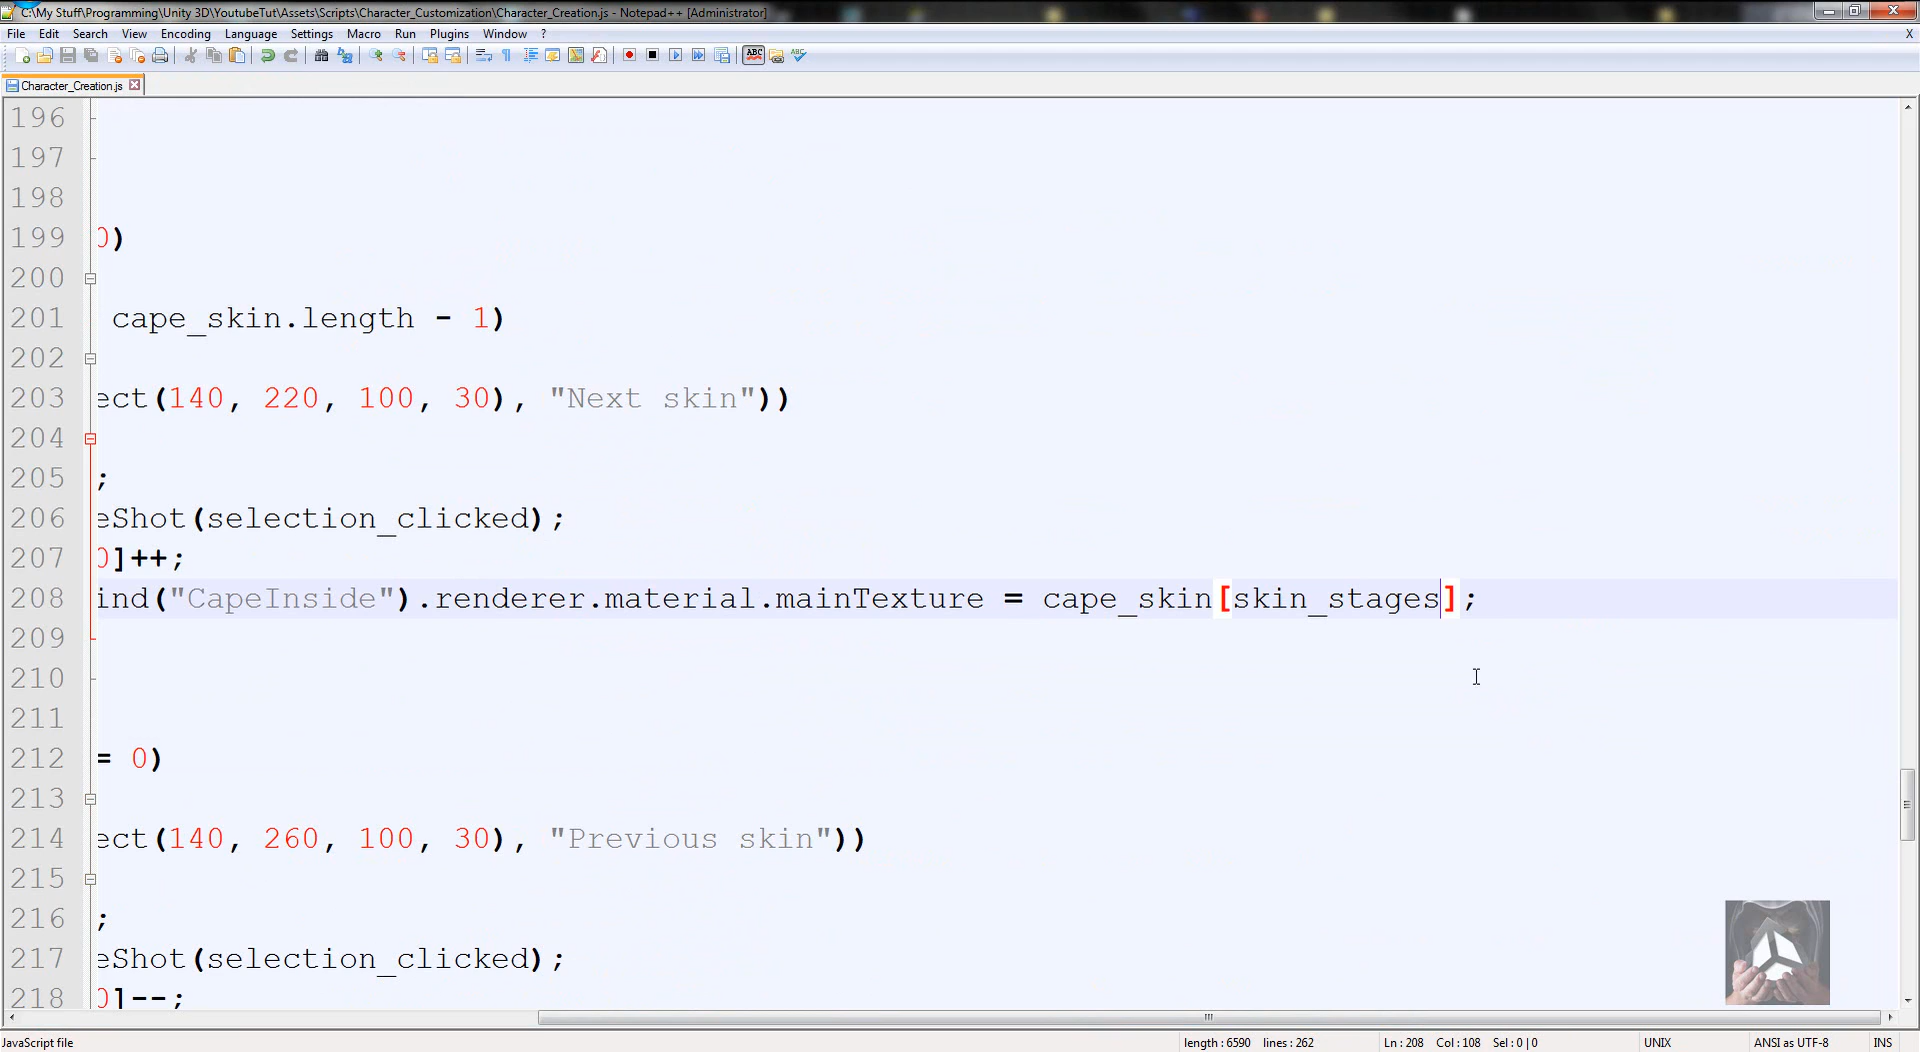 C:\My Stuff\Programming\Unity 3D\YoutubeTut\Assets\Scripts\Character_Customization\Character_Creation.js - Notepad++ [Administrator]
File Edit Search View Encoding Language Settings Macro Run Plugins Window ? X
ABC ABC
Character_Creation.js
196
197
198
199 0)
200
201 cape_skin.length - 1)
202
203 ect(140, 220, 100, 30), "Next skin"))
204
205 ;
206 eShot(selection_clicked);
207 0]++;
208 ind("CapeInside").renderer.material.mainTexture = cape_skin[skin_stages];
209
210
211
212 = 0)
213
214 ect(140, 260, 100, 30), "Previous skin"))
215
216 ;
217 eShot(selection_clicked);
218 0]--;
JavaScript file length : 6590 lines : 262 Ln : 208 Col : 108 Sel : 0 | 0 UNIX ANSI as UTF-8 INS